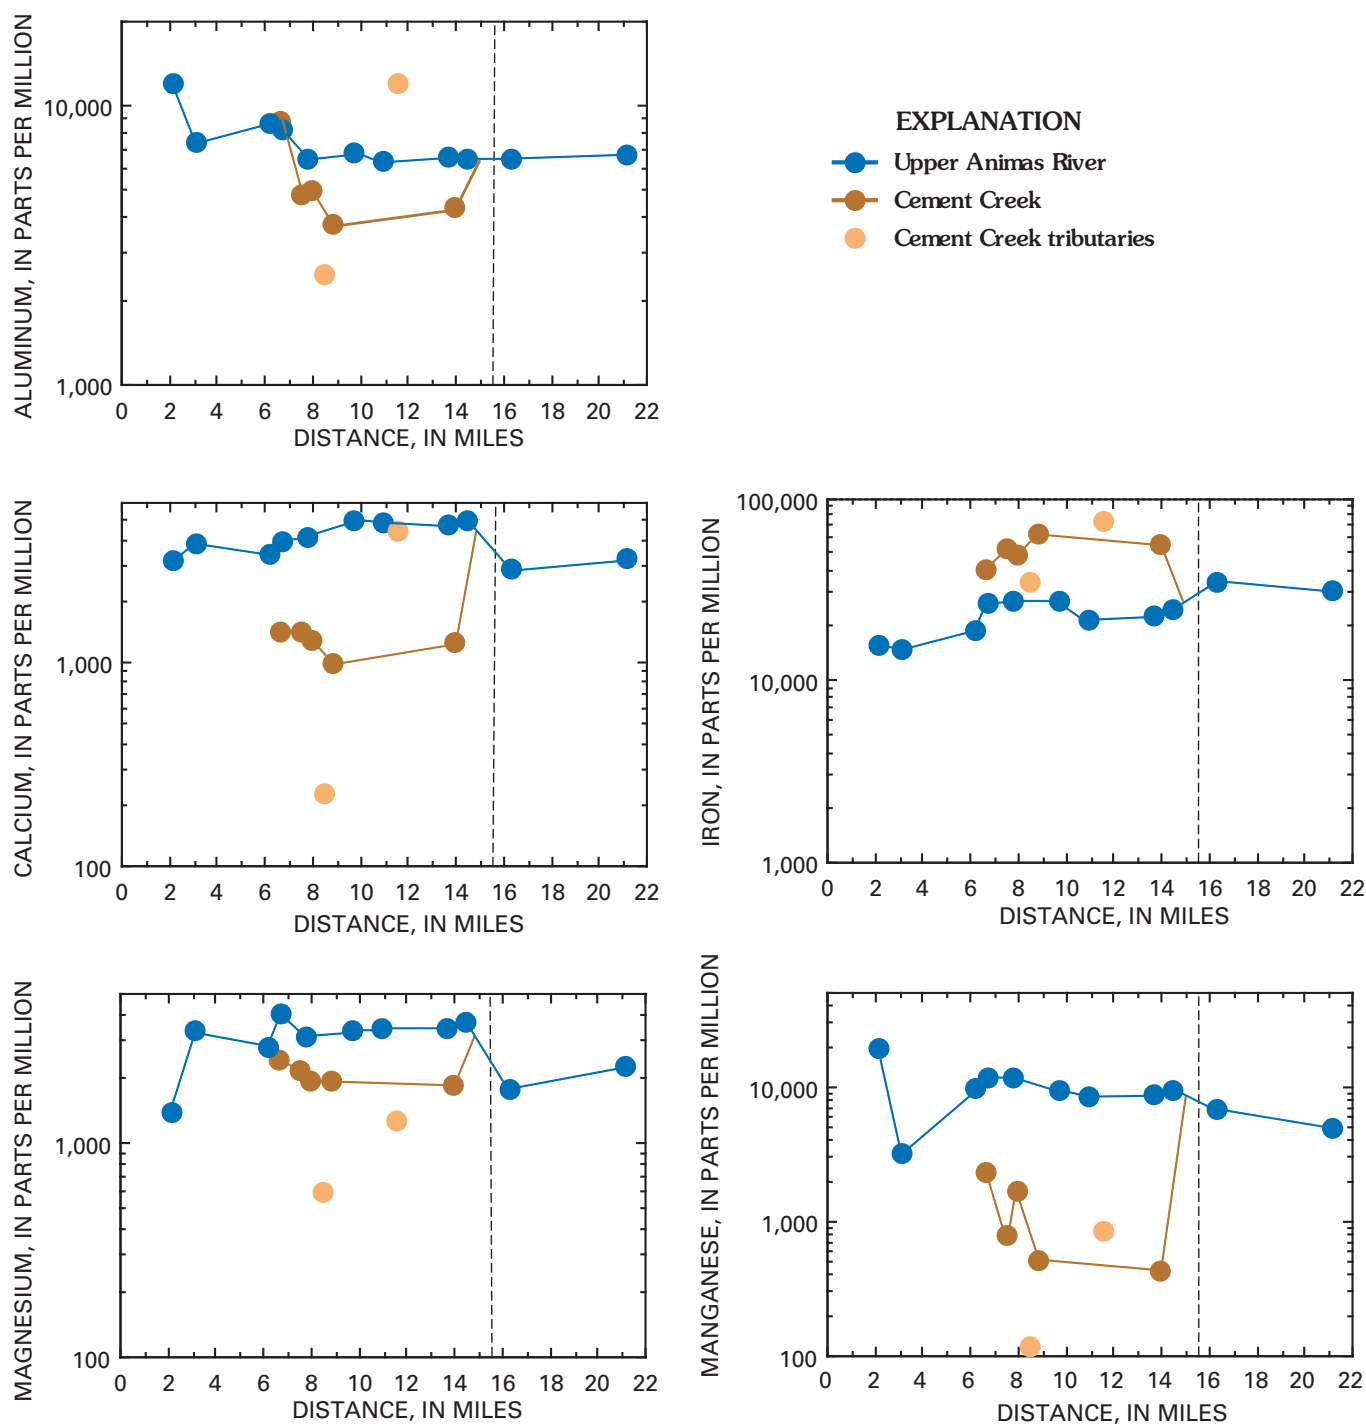 ALUMINUM, IN PARTS PER MILLION
10,000
1,000
0 2 4 6 8 10 12 14 16 18 20 22
DISTANCE, IN MILES
EXPLANATION
Upper Animas River
Cement Creek
Cement Creek tributaries
CALCIUM, IN PARTS PER MILLION
1,000
100
0 2 4 6 8 10 12 14 16 18 20 22
DISTANCE, IN MILES
IRON, IN PARTS PER MILLION
100,000
10,000
1,000
0 2 4 6 8 10 12 14 16 18 20 22
DISTANCE, IN MILES
MAGNESIUM, IN PARTS PER MILLION
1,000
100
0 2 4 6 8 10 12 14 16 18 20 22
DISTANCE, IN MILES
MANGANESE, IN PARTS PER MILLION
10,000
1,000
100
0 2 4 6 8 10 12 14 16 18 20 22
DISTANCE, IN MILES